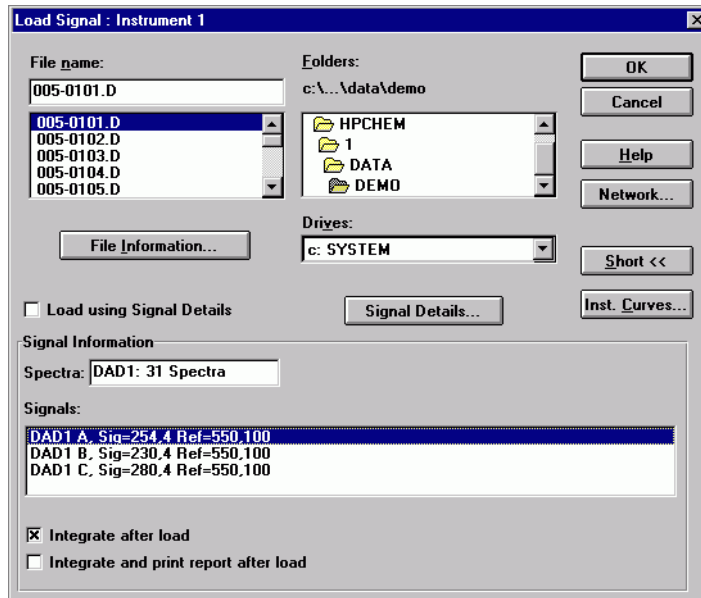 Load Signal : Instrument 1
File name:
005-0101.D
005-0101.D
005-0102.D
005-0103.D
005-0104.D
005-0105.D
File Information...
Folders:
c:\...\data\demo
HPCHEM
1
DATA
DEMO
Drives:
c: SYSTEM
OK
Cancel
Help
Network...
Short <<
Inst. Curves...
Load using Signal Details
Signal Details...
Signal Information
Spectra: DAD1: 31 Spectra
Signals:
DAD1 A, Sig=254,4 Ref=550,100
DAD1 B, Sig=230,4 Ref=550,100
DAD1 C, Sig=280,4 Ref=550,100
Integrate after load
Integrate and print report after load